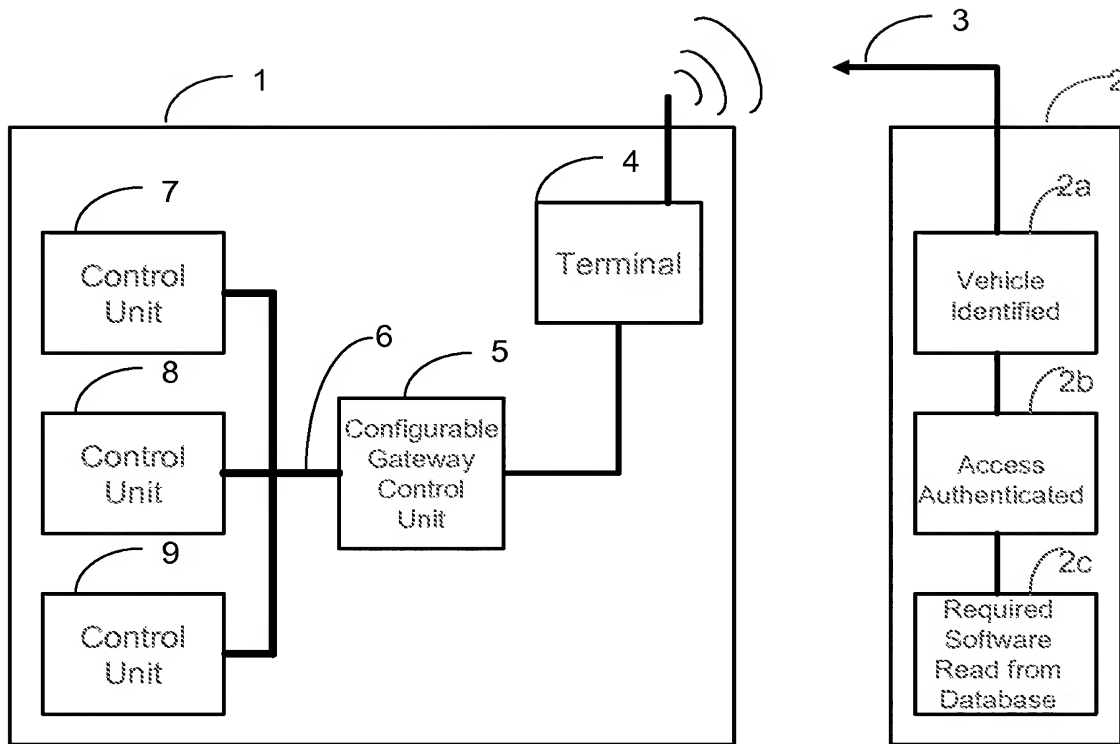 3
1
2
4
2a
7
Terminal
Vehicle
Identified
Control
Unit
6
5
2b
8
Configurable
Gateway
Control
Unit
Access
Authenticated
Control
Unit
9
2c
Required
Software
Read from
Database
Control
Unit